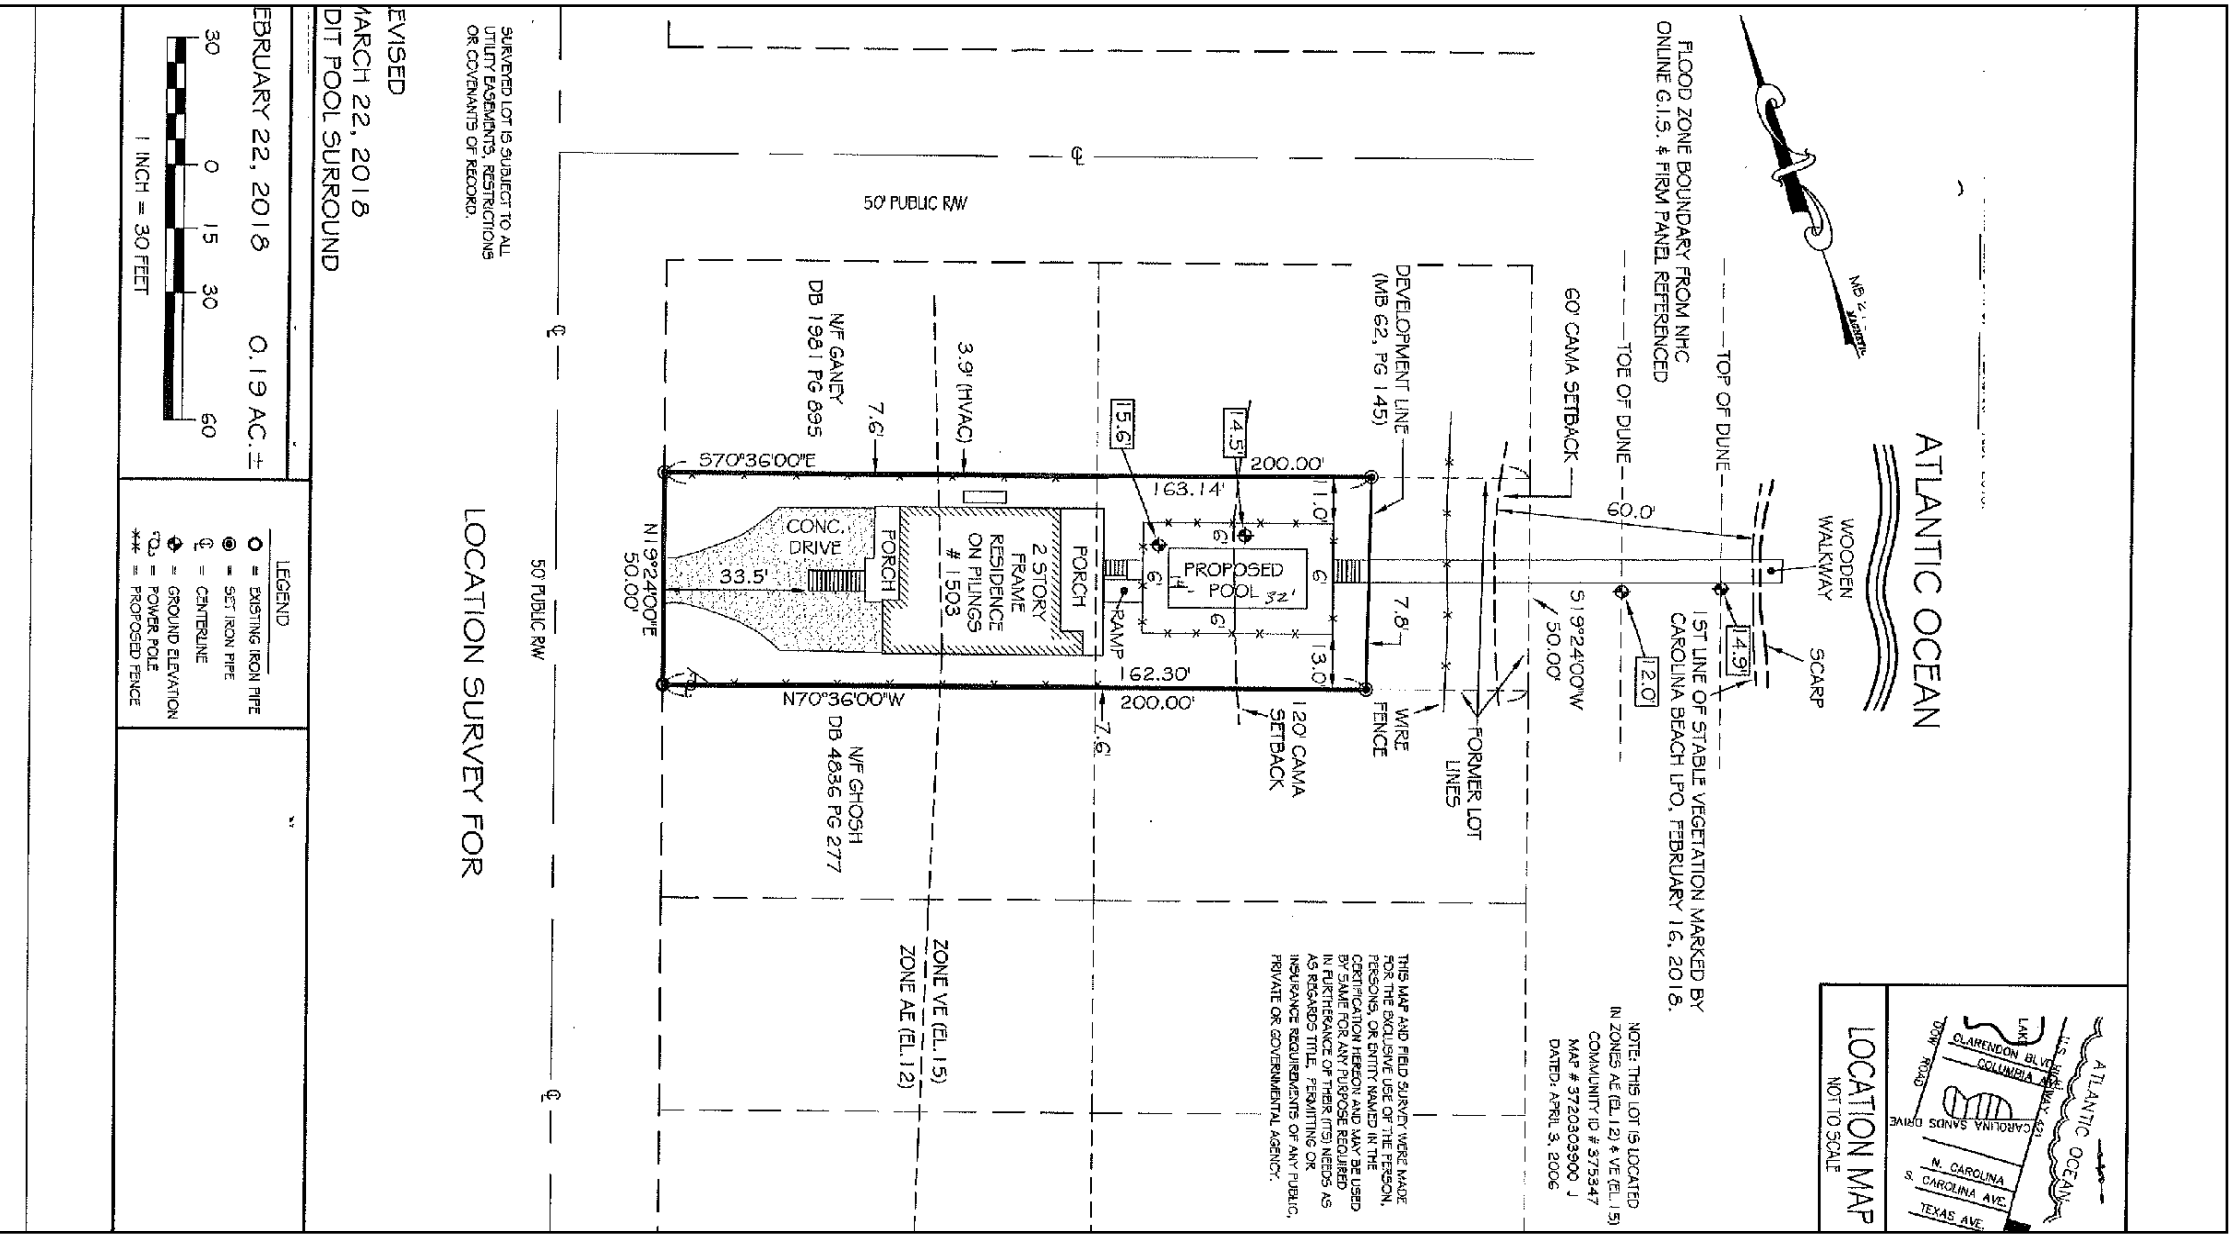 ATLANTIC OCEAN
WOODEN
WALKWAY
SCARP
TOP OF DUNE
TOE OF DUNE
60.0'
14.9'
12.0'
1ST LINE OF STABLE VEGETATION MARKED BY
CAROLINA BEACH LPO, FEBRUARY 16, 2018.
FLOOD ZONE BOUNDARY FROM NHC
ONLINE G.I.S. & FIRM PANEL REFERENCED
60' CAMA SETBACK
S19°24'00"W
50.00'
FORMER LOT
LINES
WIRE
FENCE
DEVELOPMENT LINE
(MB 62, PG 145)
7.8'
200.00'
163.14'
11.0'
13.0'
6'
14.5'
15.6'
6'
PROPOSED
POOL
32'
14'
6'
6'
120' CAMA
SETBACK
162.30'
200.00'
7.6'
RAMP
PORCH
2 STORY
FRAME
RESIDENCE
ON PILINGS
# 1503
PORCH
CONC.
DRIVE
33.5'
3.9' (HVAC)
7.6'
S70°36'00"E
N70°36'00"W
N19°24'00"E
50.00'
N/F GANEY
DB 1981 PG 895
N/F GHOSH
DB 4836 PG 277
ZONE VE (EL. 15)
ZONE AE (EL. 12)
50' PUBLIC R/W
50' PUBLIC R/W
NOTE: THIS LOT IS LOCATED
IN ZONES AE (EL. 12) & VE (EL. 15)
COMMUNITY ID # 375347
MAP # 3720303900 J
DATED: APRIL 3, 2006
THIS MAP AND FIELD SURVEY WERE MADE
FOR THE EXCLUSIVE USE OF THE PERSON,
PERSONS, OR ENTITY NAMED IN THE
CERTIFICATION HEREON AND MAY BE USED
BY SAME FOR ANY PURPOSE REQUIRED
IN FURTHERANCE OF THEIR (ITS) NEEDS AS
AS REGARDS TITLE, PERMITTING OR
INSURANCE REQUIREMENTS OF ANY PUBLIC,
PRIVATE OR GOVERNMENTAL AGENCY.
ATLANTIC OCEAN
LAKE
CLARENDON BLVD
COLUMBIA
DOW ROAD
CAROLINA SANDS DRIVE
N. CAROLINA
S. CAROLINA AVE.
TEXAS AVE.
LOCATION MAP
NOT TO SCALE
SURVEYED LOT IS SUBJECT TO ALL
UTILITY EASEMENTS, RESTRICTIONS
OR COVENANTS OF RECORD.
LOCATION SURVEY FOR
EVISED
MARCH 22, 2018
DIT POOL SURROUND
EBRUARY 22, 2018 0.19 AC.±
30 0 15 30 60
1 INCH = 30 FEET
LEGEND
= EXISTING IRON PIPE
= SET IRON PIPE
= CENTERLINE
= GROUND ELEVATION
= POWER POLE
= PROPOSED FENCE